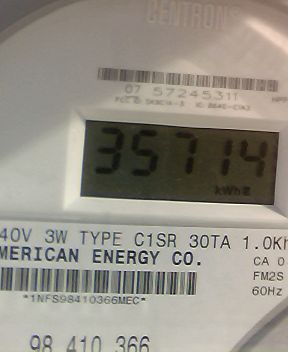 CENTRON®
07 57245311
35714
kWh
40V 3W TYPE C1SR 30TA 1.0Kh
MERICAN ENERGY CO.
CA 0
FM2S
60Hz
*1NFS98410366MEC*
98 410 366